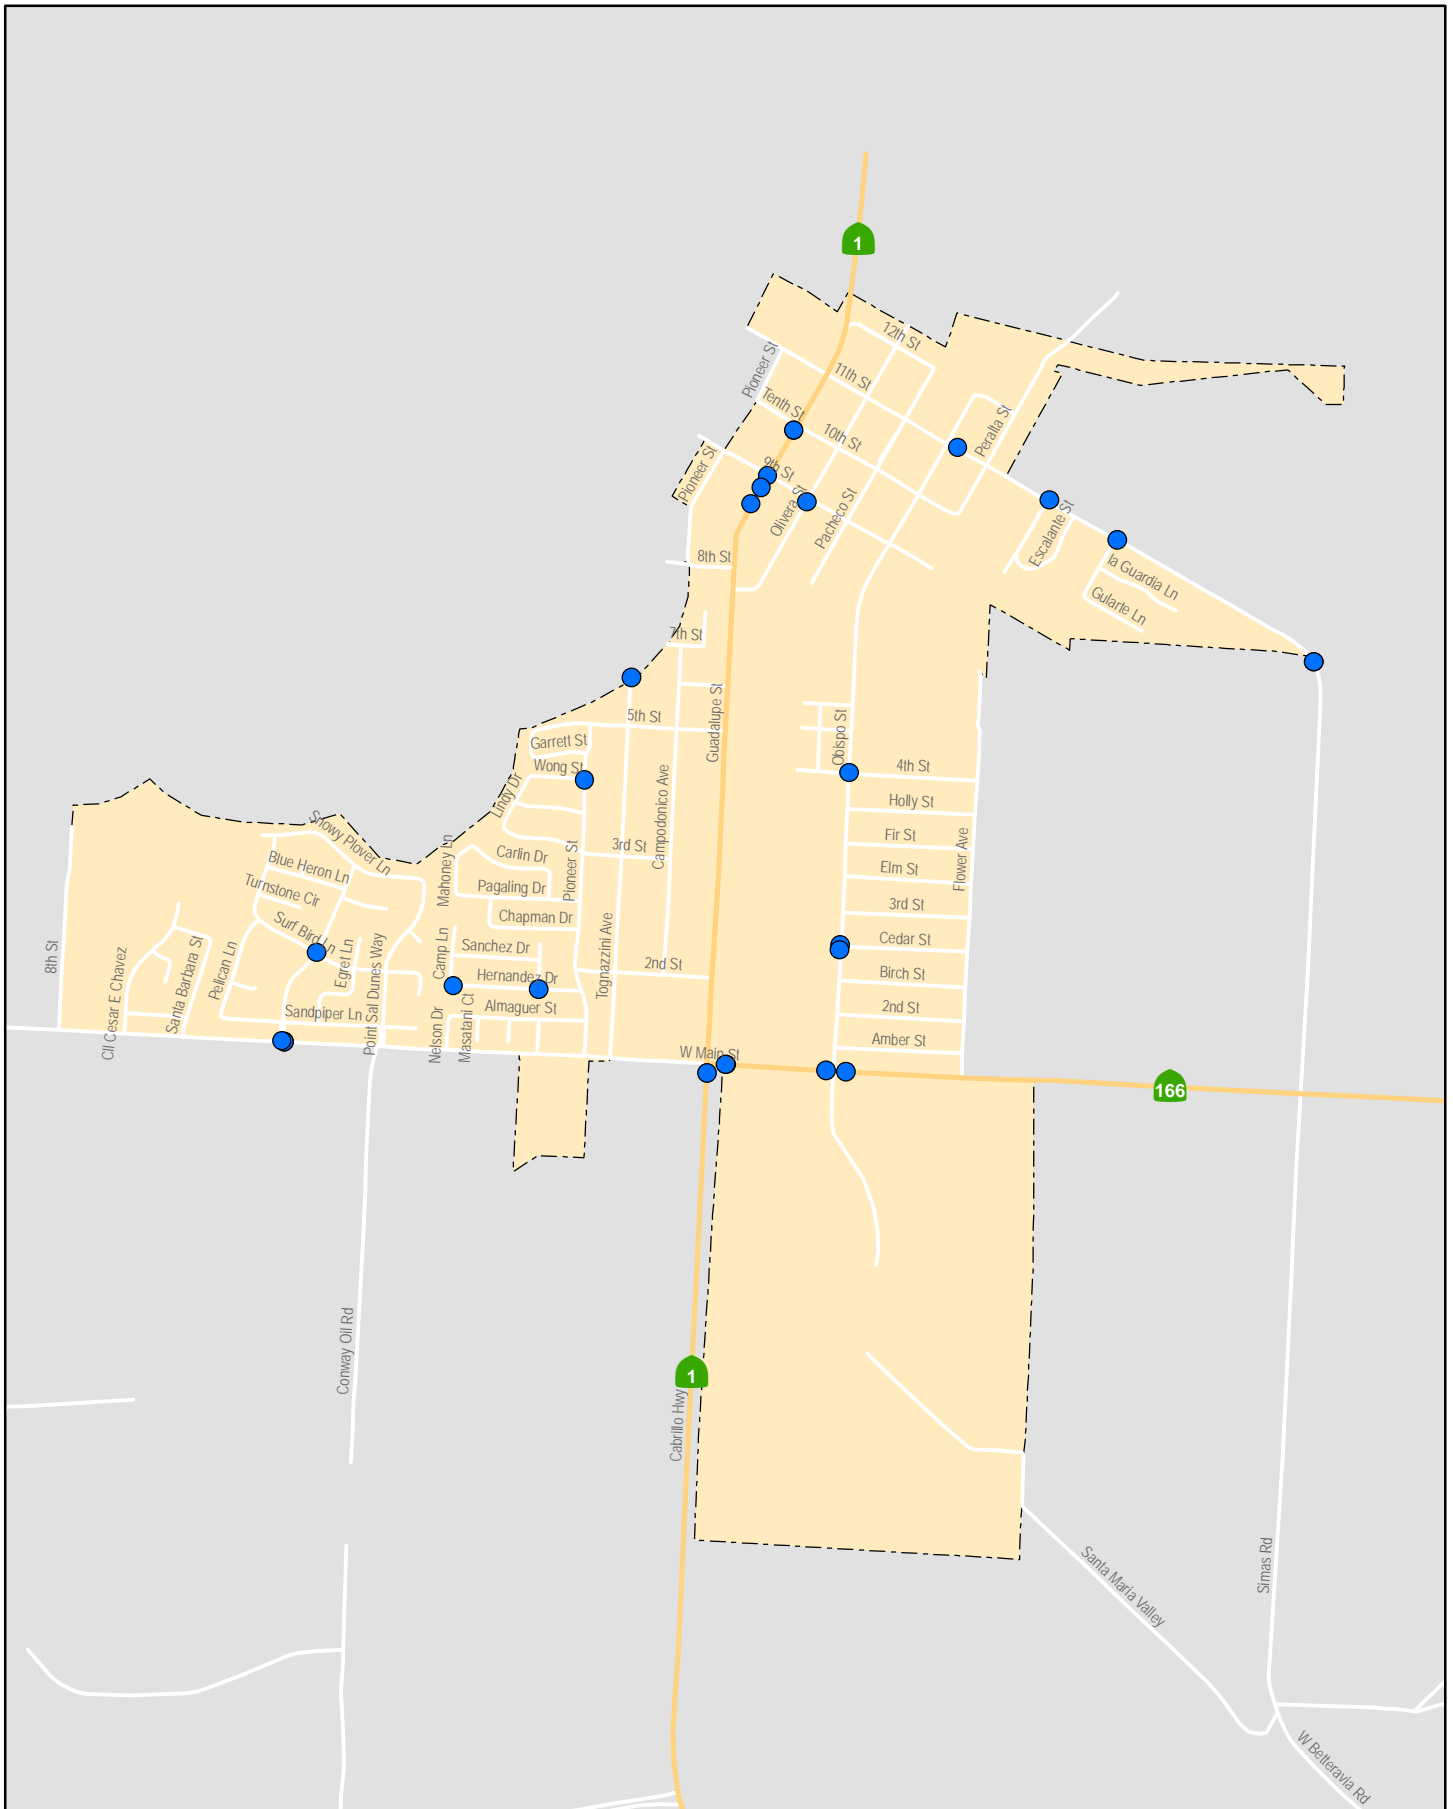 1
12th St
Pioneer St
11th St
Tenth St
10th St
Peralta St
Pioneer St
9th St
Olivera St
Pacheco St
Escalante St
8th St
la Guardia Ln
Gularte Ln
7th St
5th St
Guadalupe St
Obispo St
Garrett St
Wong St
4th St
Lindy Dr
Holly St
Campodonico Ave
Snowy Plover Ln
Fir St
3rd St
Flower Ave
Mahoney Ln
Carlin Dr
Pioneer St
Blue Heron Ln
Elm St
Turnstone Cir
Pagaling Dr
3rd St
Chapman Dr
Surf Bird Ln
Cedar St
8th St
Cll Cesar E Chavez
Santa Barbara St
Pelican Ln
Egret Ln
Point Sal Dunes Way
Camp Ln
Sanchez Dr
Tognazzini Ave
2nd St
Birch St
Hernandez Dr
Sandpiper Ln
Almaguer St
2nd St
Nelson Dr
Masatani Ct
Amber St
W Main St
166
Conway Oil Rd
1
Cabrillo Hwy
Santa Maria Valley
Simas Rd
W Betteravia Rd